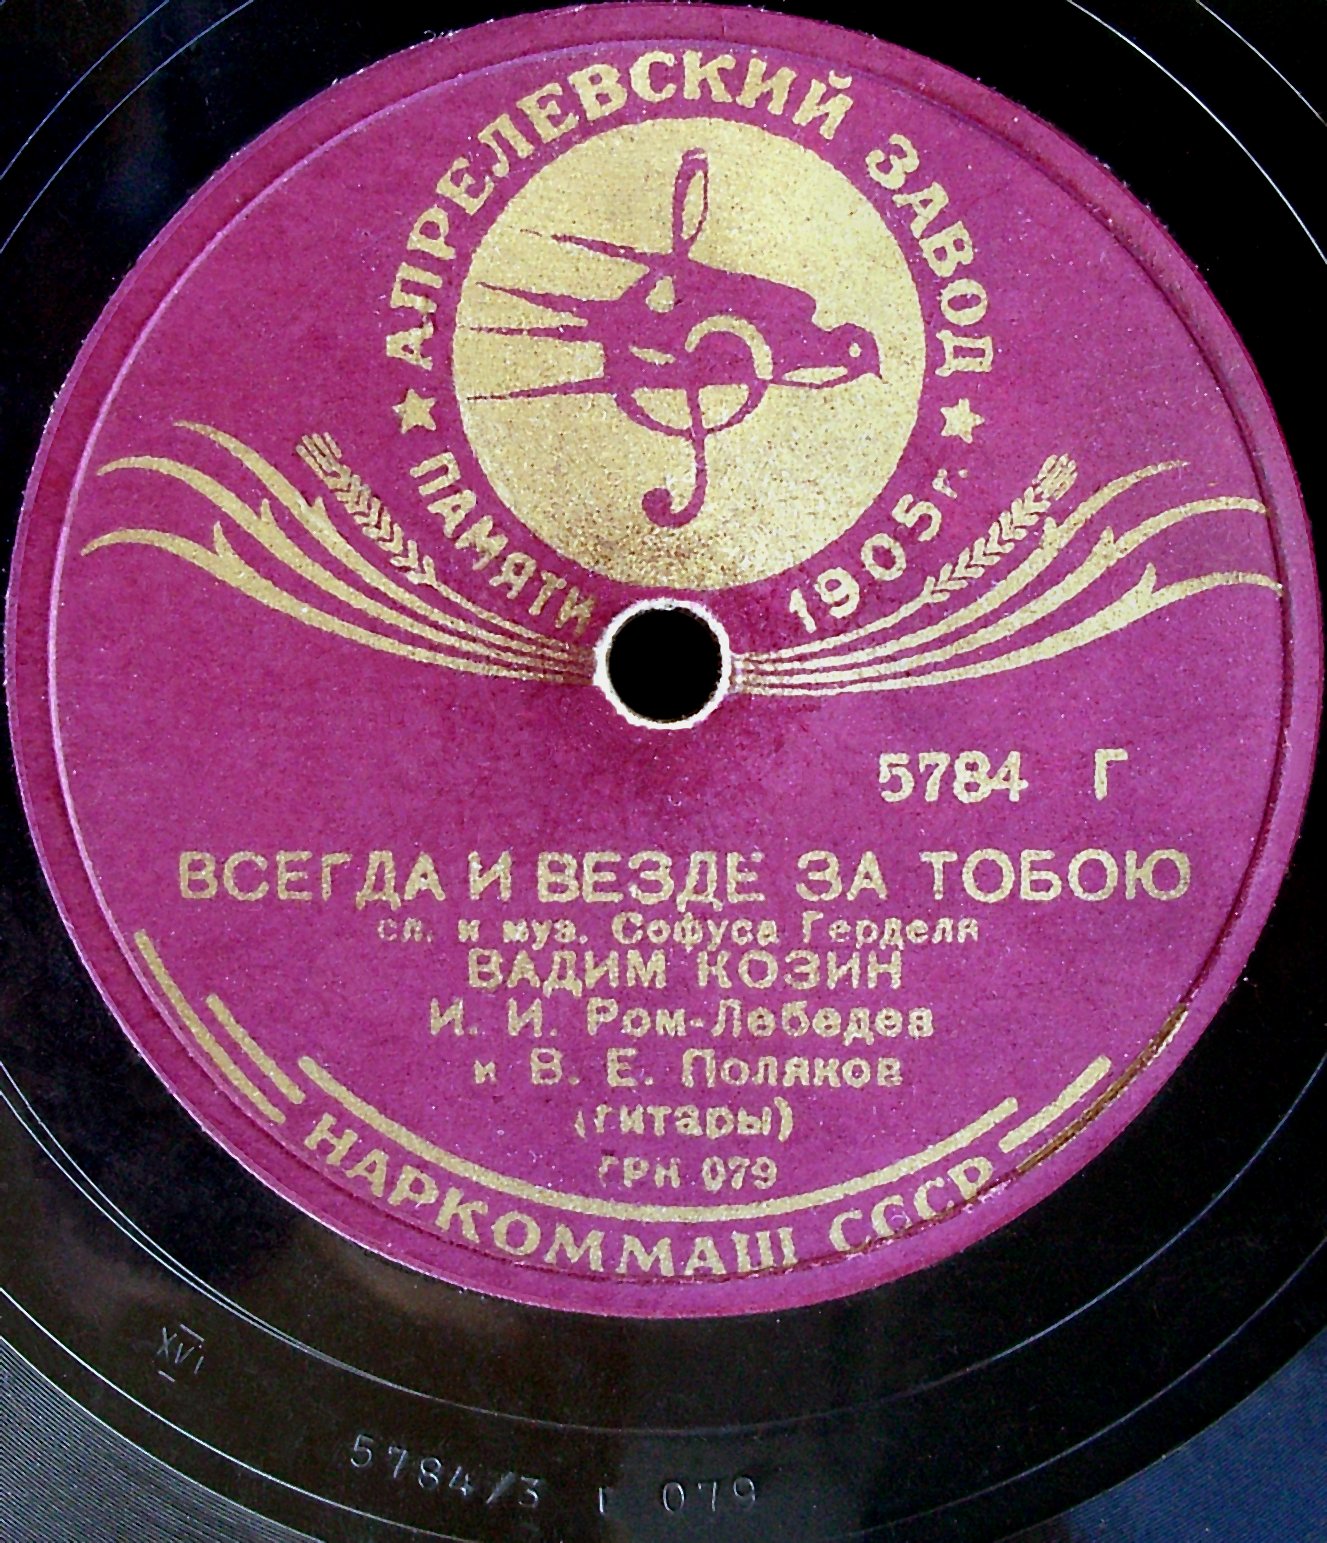 АПРЕЛЕВСКИЙ ЗАВОД
ПАМЯТИ 1905 г.
5784 Г
ВСЕГДА И ВЕЗДЕ ЗА ТОБОЮ
сл. и муз. Софуса Герделя
ВАДИМ КОЗИН
И. И. Ром-Лебедев
и В. Е. Поляков
(гитары)
ГРК 079
НАРКОММАШ СССР
XVI
5784/3 г 079